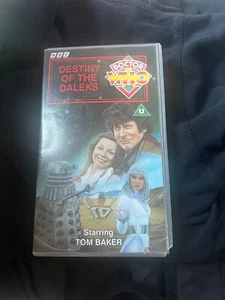 BBC
DESTINY
OF THE
DALEKS
DOCTOR
WHO
U
Starring
TOM BAKER